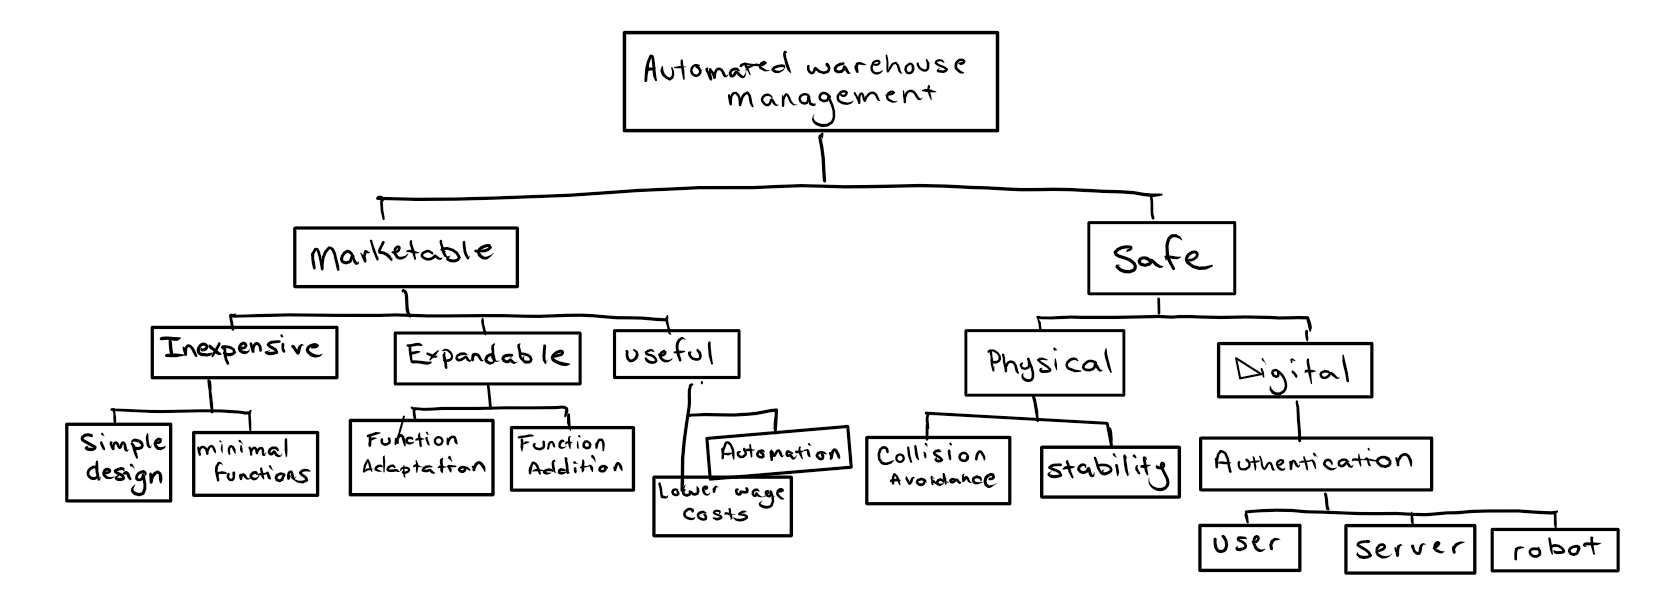 Automated warehouse
management
Marketable
Safe
Inexpensive
Expandable
useful
Physical
Digital
Simple
design
minimal
functions
Function
Adaptation
Function
Addition
Automation
Lower wage
costs
Collision
Avoidance
stability
Authentication
user
server
robot